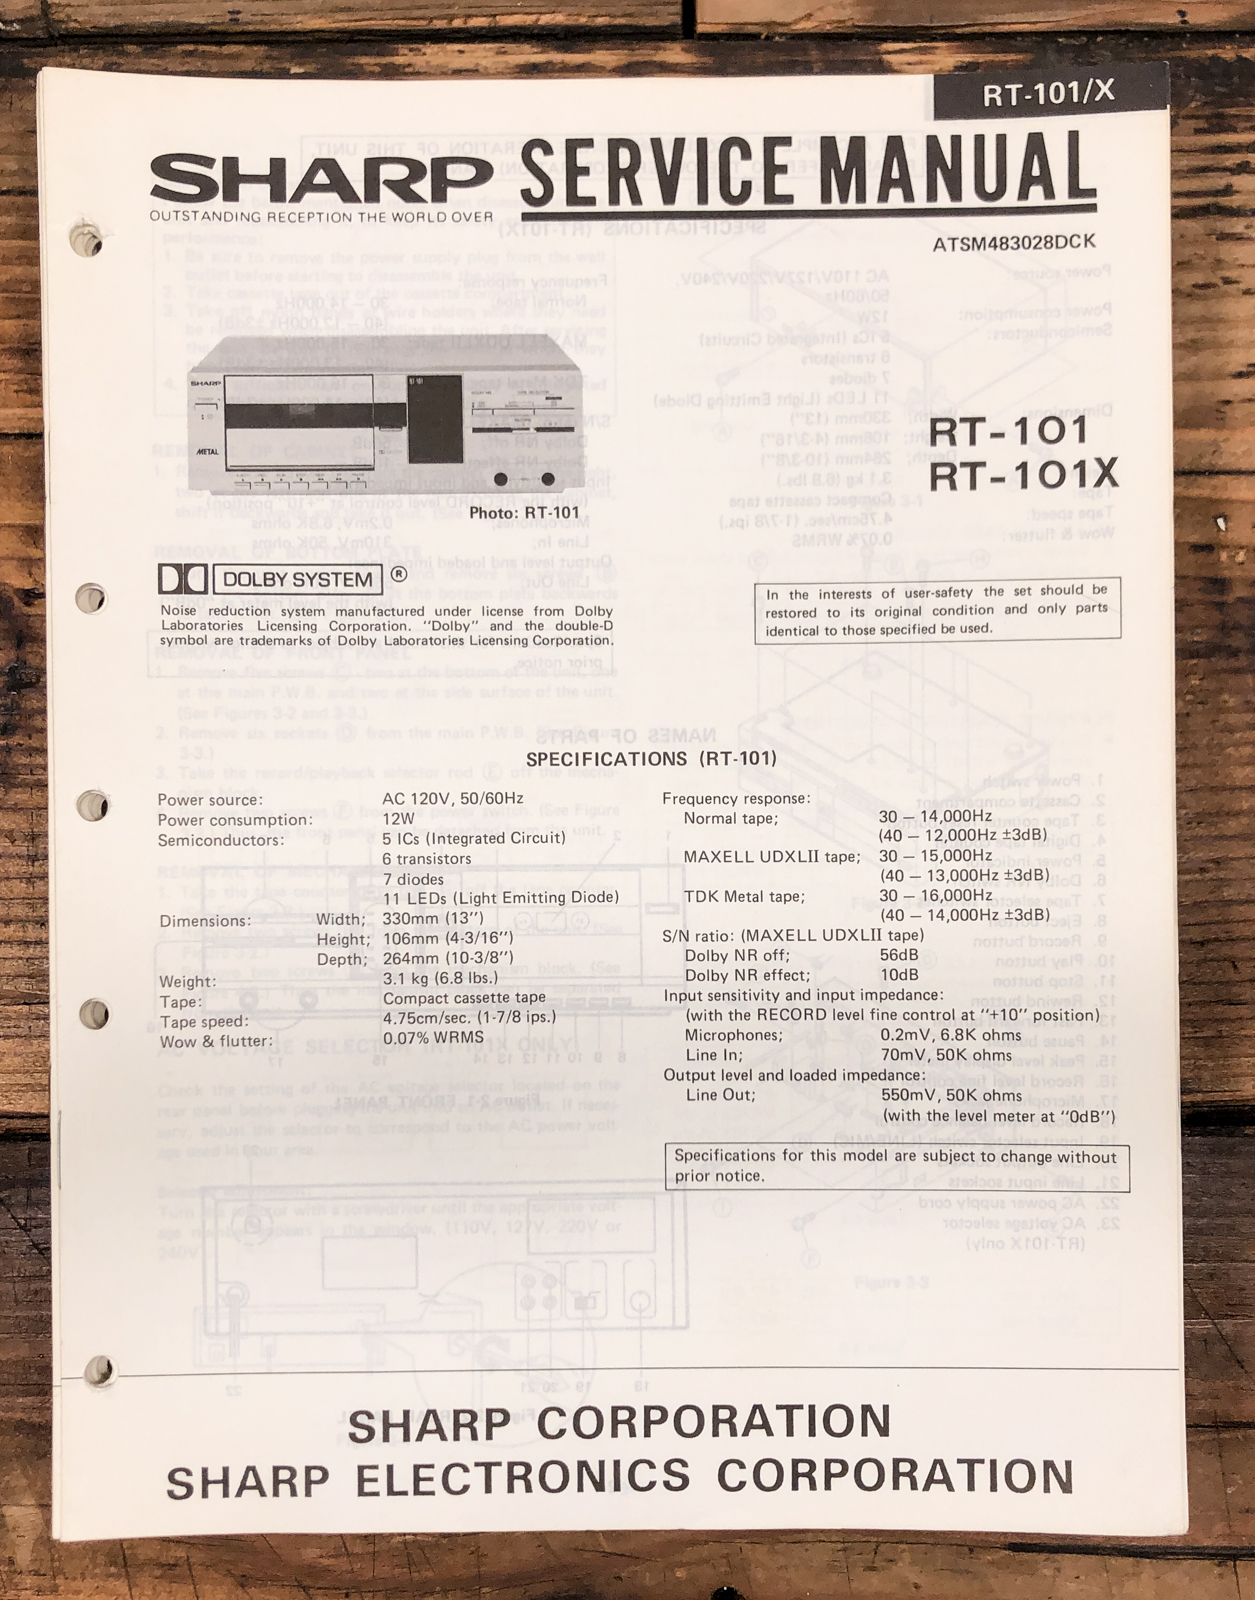 RT-101/X
SHARP SERVICE MANUAL
OUTSTANDING RECEPTION THE WORLD OVER
ATSM483028DCK
SHARP
RT-101
METAL
RT-101
RT-101X
Photo: RT-101
DOLBY SYSTEM ®
Noise reduction system manufactured under license from Dolby
Laboratories Licensing Corporation. "Dolby" and the double-D
symbol are trademarks of Dolby Laboratories Licensing Corporation.
In the interests of user-safety the set should be
restored to its original condition and only parts
identical to those specified be used.
SPECIFICATIONS (RT-101)
Power source: AC 120V, 50/60Hz
Power consumption: 12W
Semiconductors: 5 ICs (Integrated Circuit)
6 transistors
7 diodes
11 LEDs (Light Emitting Diode)
Dimensions: Width; 330mm (13'')
Height; 106mm (4-3/16'')
Depth; 264mm (10-3/8'')
Weight: 3.1 kg (6.8 lbs.)
Tape: Compact cassette tape
Tape speed: 4.75cm/sec. (1-7/8 ips.)
Wow & flutter: 0.07% WRMS
Frequency response:
Normal tape; 30 – 14,000Hz
(40 – 12,000Hz ±3dB)
MAXELL UDXLII tape; 30 – 15,000Hz
(40 – 13,000Hz ±3dB)
TDK Metal tape; 30 – 16,000Hz
(40 – 14,000Hz ±3dB)
S/N ratio: (MAXELL UDXLII tape)
Dolby NR off; 56dB
Dolby NR effect; 10dB
Input sensitivity and input impedance:
(with the RECORD level fine control at "+10" position)
Microphones; 0.2mV, 6.8K ohms
Line In; 70mV, 50K ohms
Output level and loaded impedance:
Line Out; 550mV, 50K ohms
(with the level meter at "0dB")
Specifications for this model are subject to change without
prior notice.
SHARP CORPORATION
SHARP ELECTRONICS CORPORATION